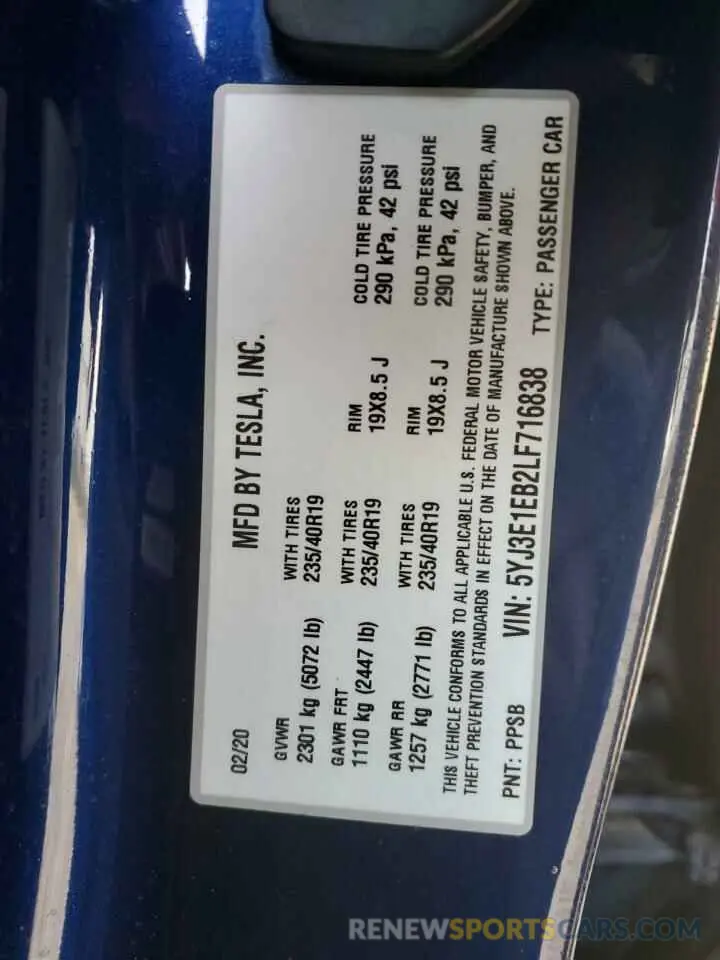 02/20 MFD BY TESLA, INC.
GVWR WITH TIRES
2301 kg (5072 lb) 235/40R19
GAWR FRT WITH TIRES RIM COLD TIRE PRESSURE
1110 kg (2447 lb) 235/40R19 19X8.5 J 290 kPa, 42 psi
GAWR RR WITH TIRES RIM COLD TIRE PRESSURE
1257 kg (2771 lb) 235/40R19 19X8.5 J 290 kPa, 42 psi
THIS VEHICLE CONFORMS TO ALL APPLICABLE U.S. FEDERAL MOTOR VEHICLE SAFETY, BUMPER, AND
THEFT PREVENTION STANDARDS IN EFFECT ON THE DATE OF MANUFACTURE SHOWN ABOVE.
PNT: PPSB VIN: 5YJ3E1EB2LF716838 TYPE: PASSENGER CAR
RENEWSPORTSCARS.COM